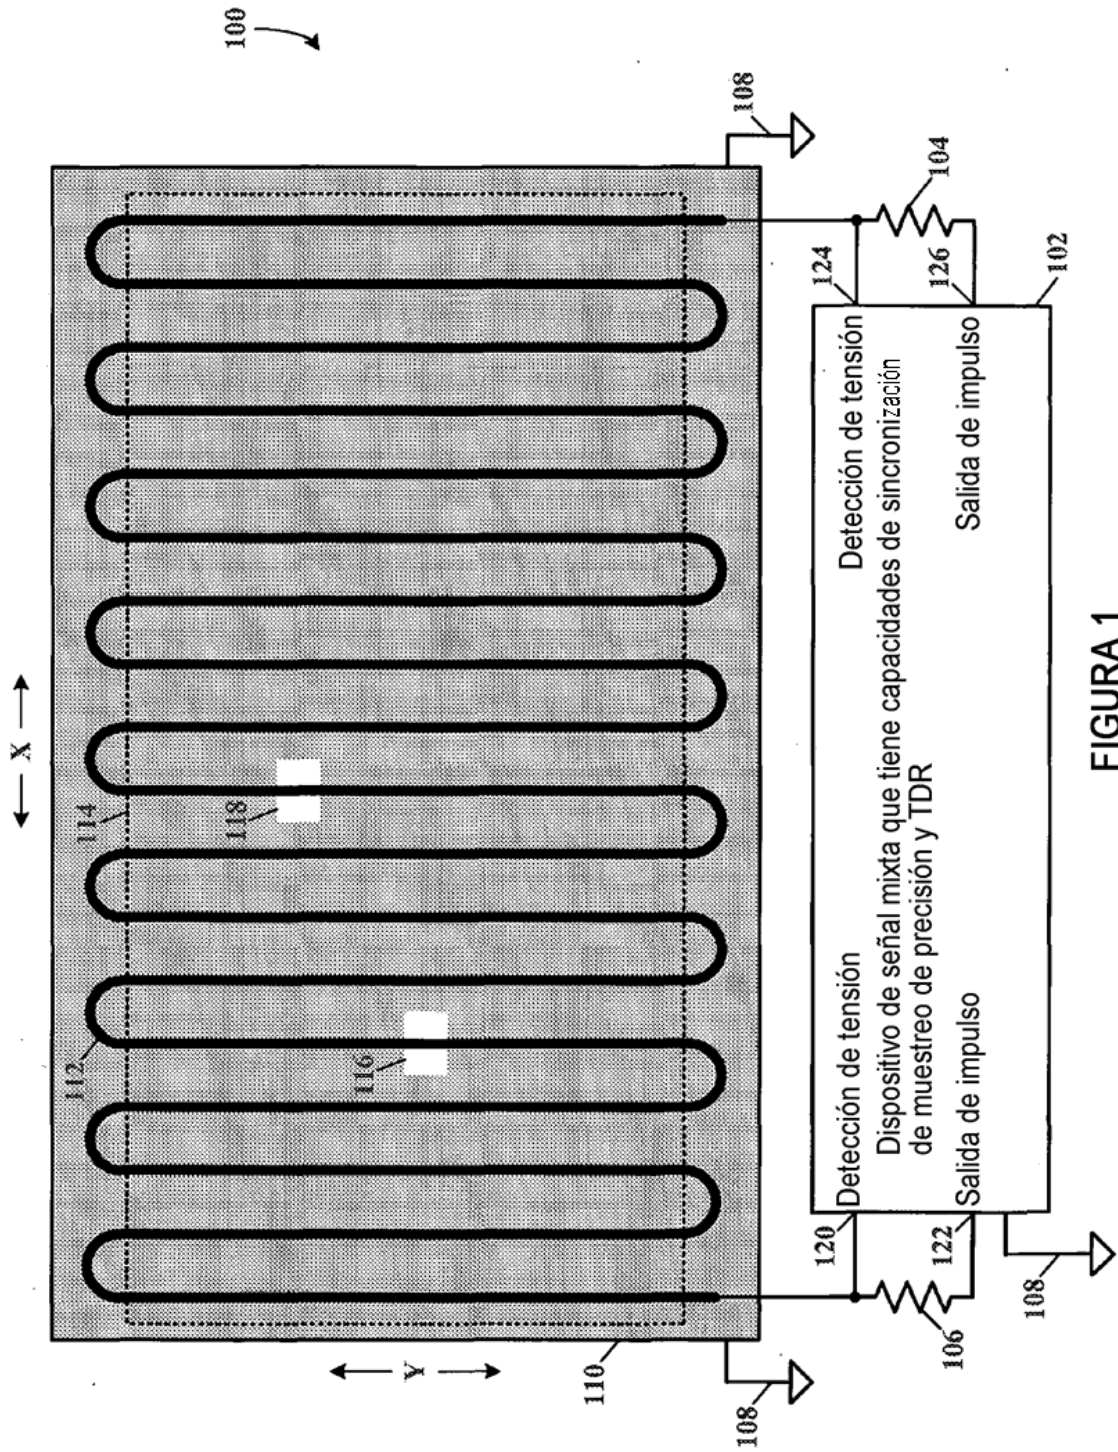 100
X
Y
114
112
118
116
110
108
108
108
104
106
120
122
124
126
102
Detección de tensión
Detección de tensión
Dispositivo de señal mixta que tiene capacidades de sincronización
de muestreo de precisión y TDR
Salida de impulso
Salida de impulso
FIGURA 1